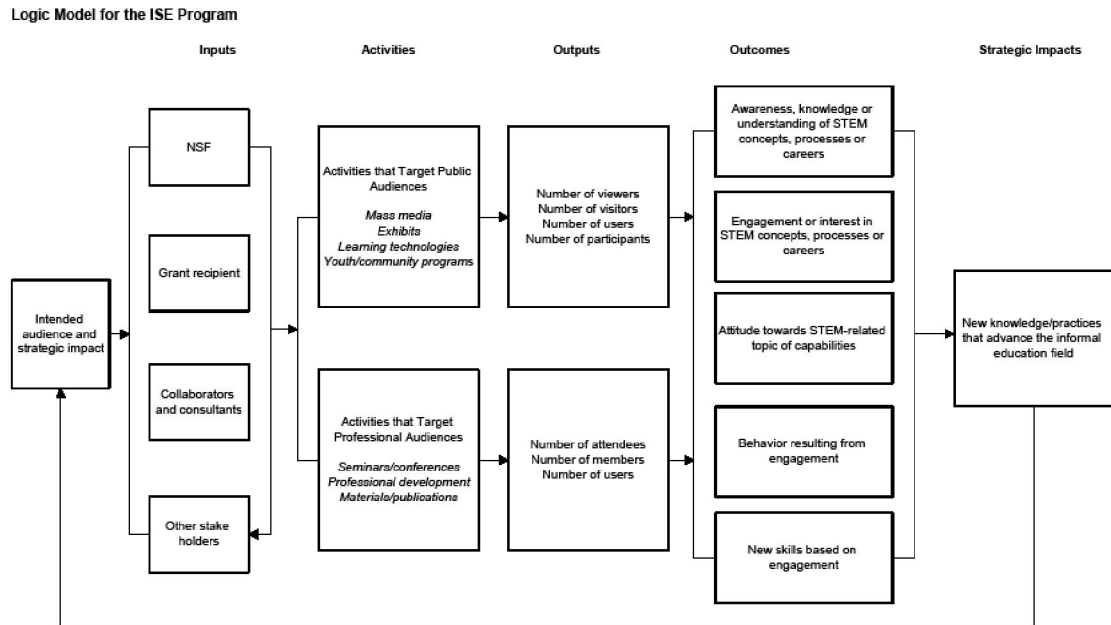 Logic Model for the ISE Program
Inputs
Activities
Outputs
Outcomes
Strategic Impacts
Intended
audience and
strategic impact
NSF
Grant recipient
Collaborators
and consultants
Other stake
holders
Activities that Target Public
Audiences
Mass media
Exhibits
Learning technologies
Youth/community programs
Activities that Target
Professional Audiences
Seminars/conferences
Professional development
Materials/publications
Number of viewers
Number of visitors
Number of users
Number of participants
Number of attendees
Number of members
Number of users
Awareness, knowledge or
understanding of STEM
concepts, processes or
careers
Engagement or interest in
STEM concepts, processes or
careers
Attitude towards STEM-related
topic of capabilities
Behavior resulting from
engagement
New skills based on
engagement
New knowledge/practices
that advance the informal
education field